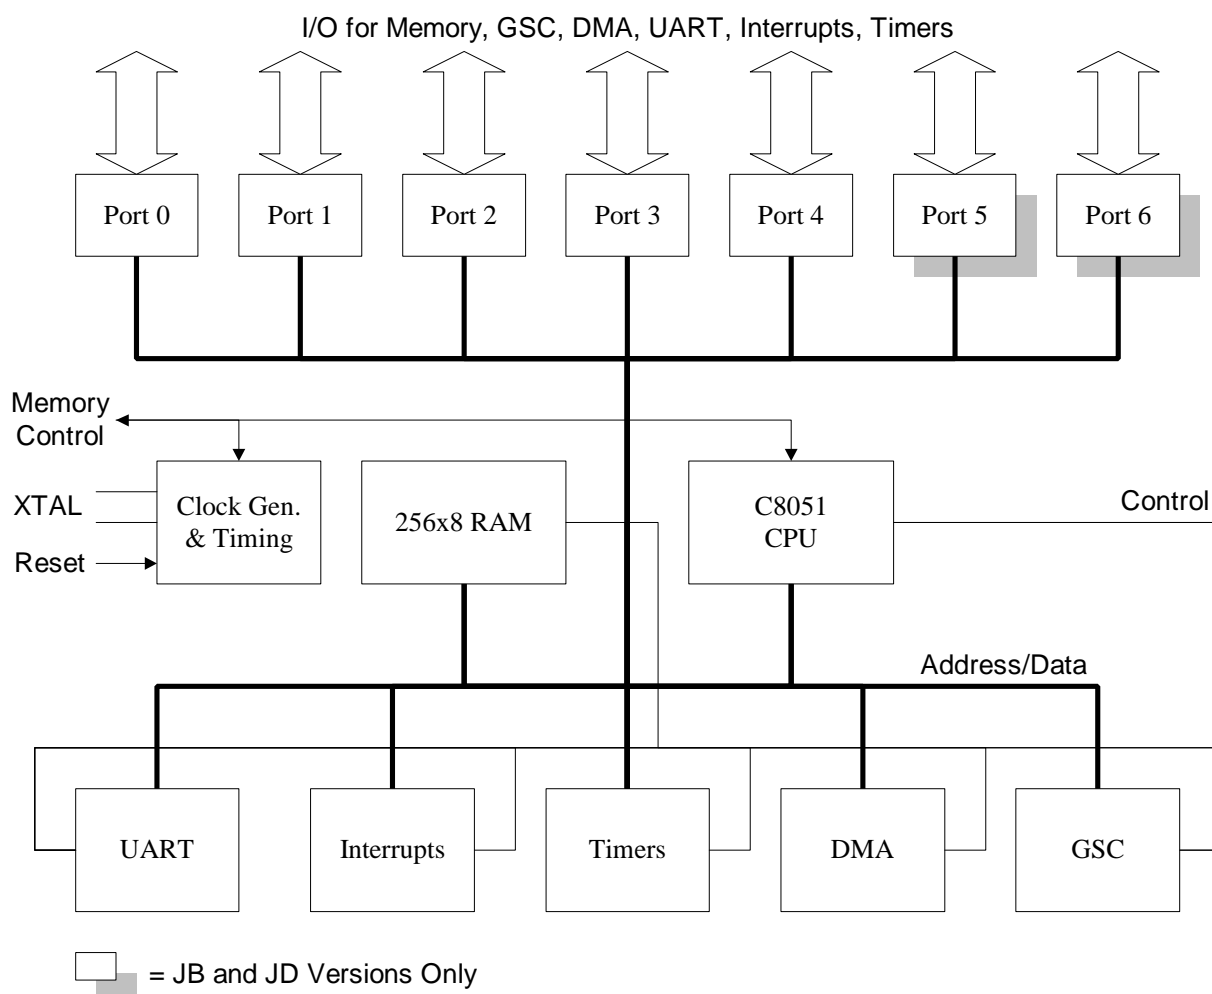 I/O for Memory, GSC, DMA, UART, Interrupts, Timers
Port 0
Port 1
Port 2
Port 3
Port 4
Port 5
Port 6
Memory
Control
XTAL
Reset
Clock Gen.
& Timing
256x8 RAM
C8051
CPU
Control
Address/Data
UART
Interrupts
Timers
DMA
GSC
= JB and JD Versions Only